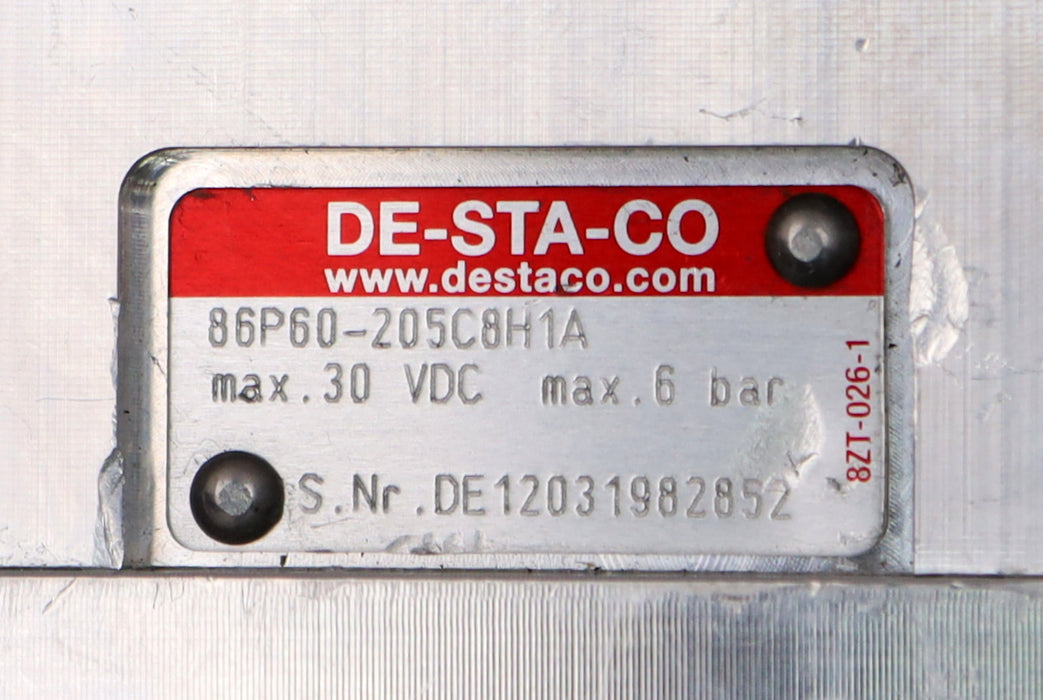 DE-STA-CO
www.destaco.com
86P60-205C8H1A
max.30 VDC max.6 bar
8ZT-026-1
S.Nr.DE12031982852